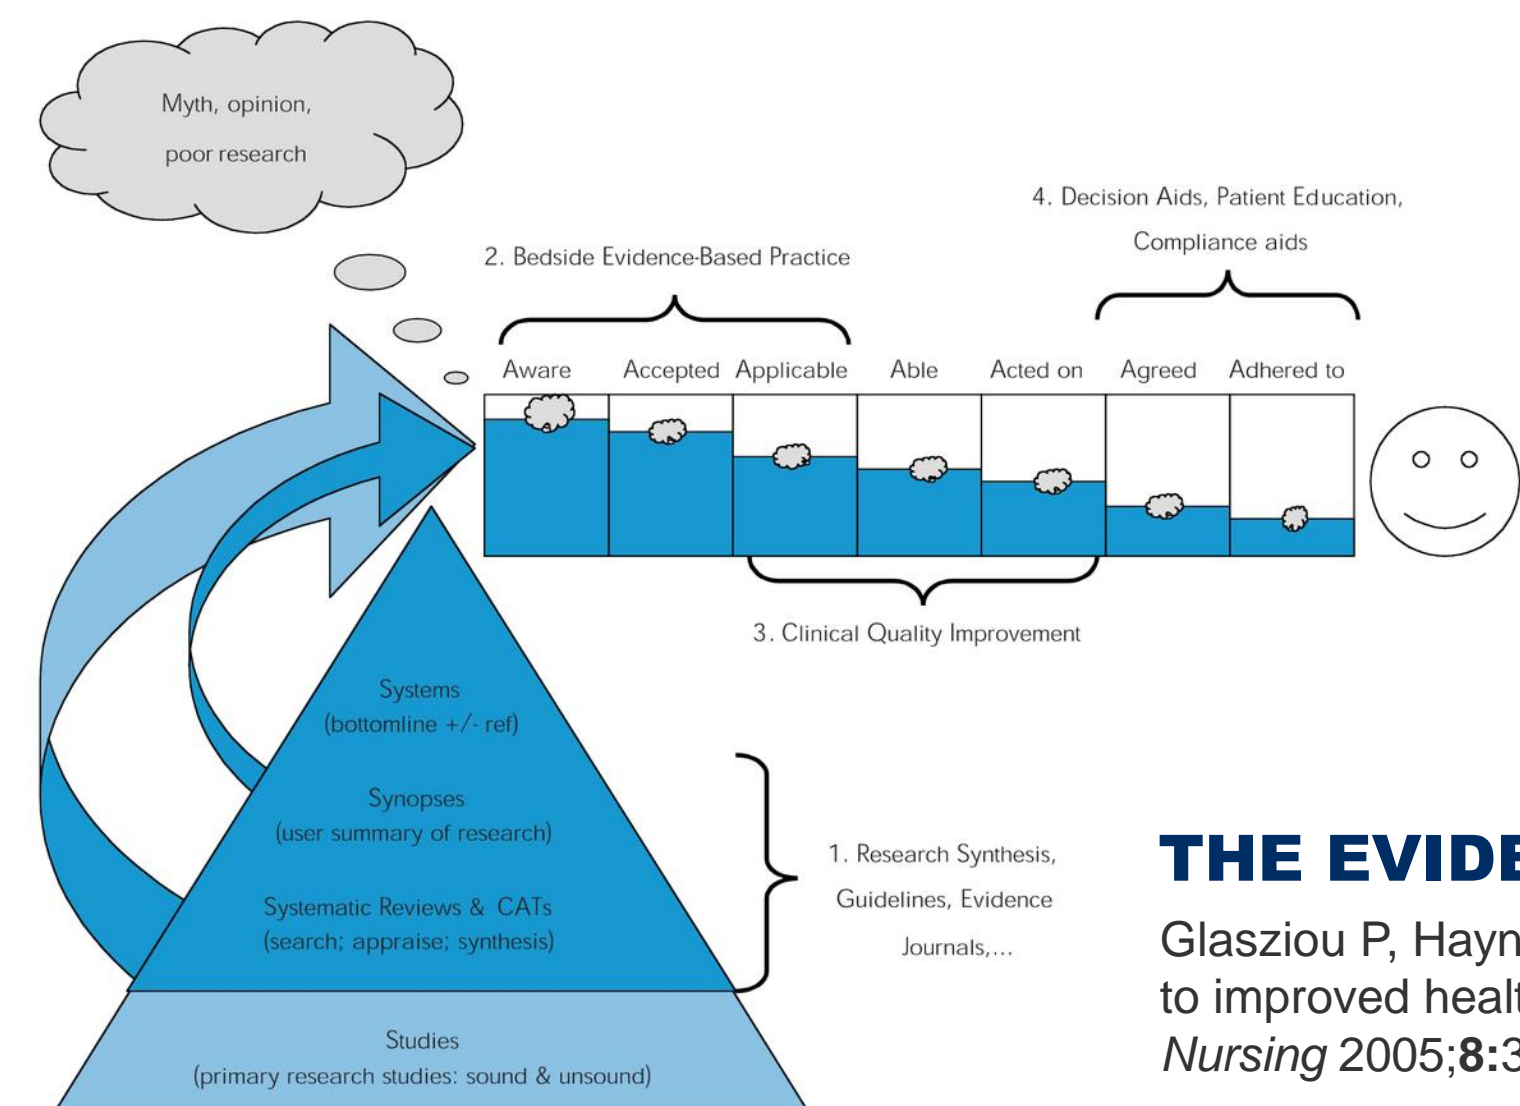 Myth, opinion,
poor research
4. Decision Aids, Patient Education,
Compliance aids
2. Bedside Evidence-Based Practice
Aware Accepted Applicable Able Acted on Agreed Adhered to
3. Clinical Quality Improvement
Systems
(bottomline +/- ref)
Synopses
(user summary of research)
Systematic Reviews & CATs
(search; appraise; synthesis)
1. Research Synthesis,
Guidelines, Evidence
Journals,...
Studies
(primary research studies: sound & unsound)
THE EVIDE
Glasziou P, Hayn
to improved healt
Nursing 2005;8:3